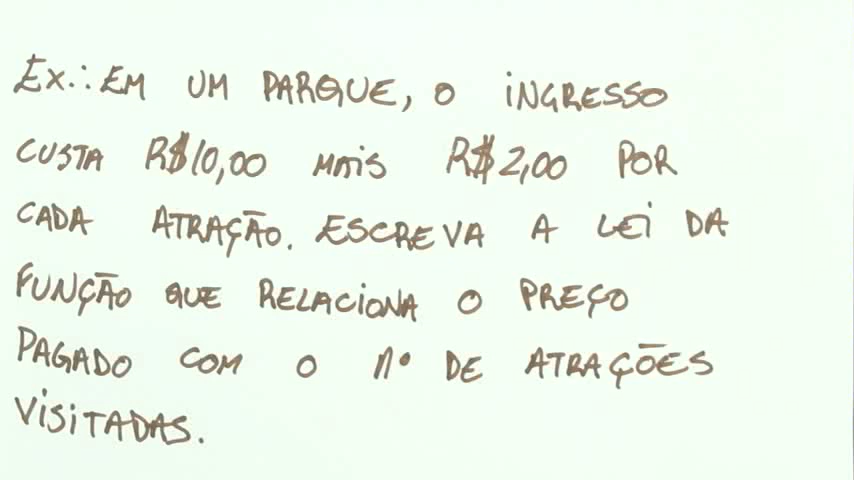 Ex.: EM UM PARQUE, O INGRESSO
CUSTA R$10,00 MAIS R$2,00 POR
CADA ATRAÇÃO. ESCREVA A LEI DA
FUNÇÃO QUE RELACIONA O PREÇO
PAGADO COM O Nº DE ATRAÇÕES
VISITADAS.